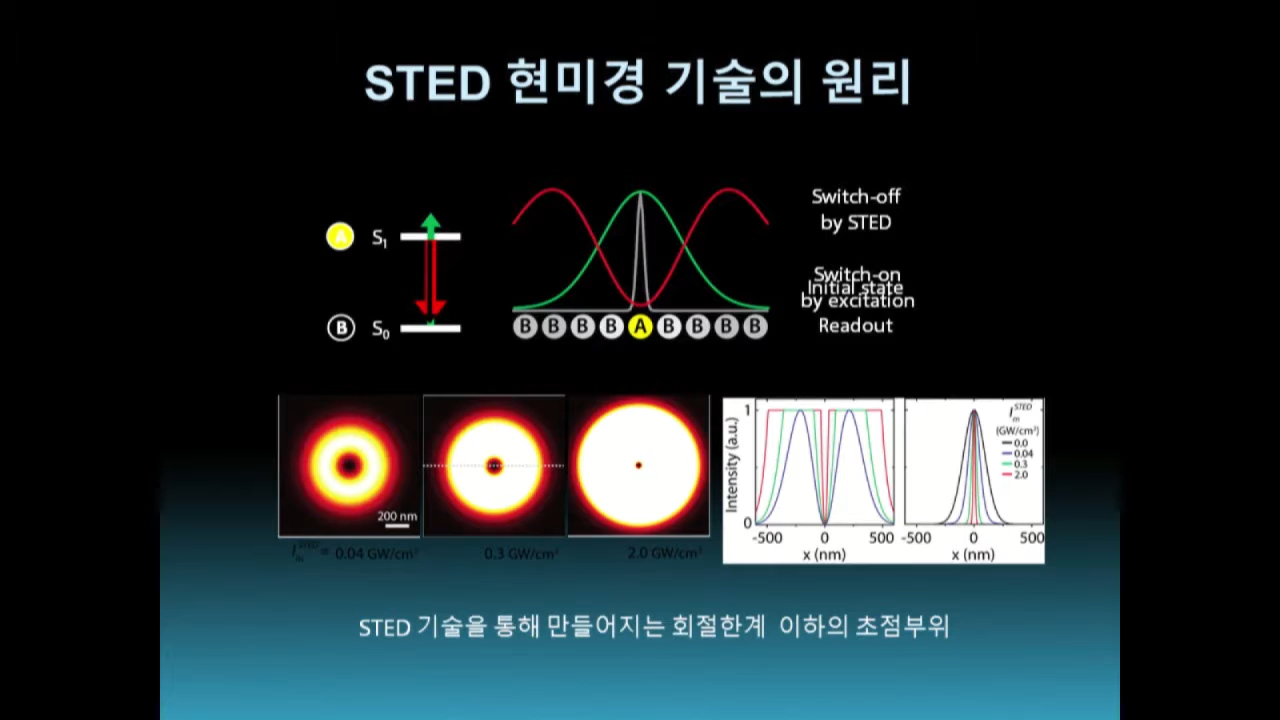 STED 현미경 기술의 원리
Switch-off
by STED
A S1
Switch-on
Initial state
by excitation
B S0
B B B B A B B B B
Readout
200 nm
= 0.04 GW/cm²
0.3 GW/cm²
2.0 GW/cm²
Intensity (a.u.)
1
0
-500 0 500
x (nm)
I m STED
(GW/cm²)
0.0
0.04
0.3
2.0
-500 0 500
x (nm)
STED 기술을 통해 만들어지는 회절한계 이하의 초점부위